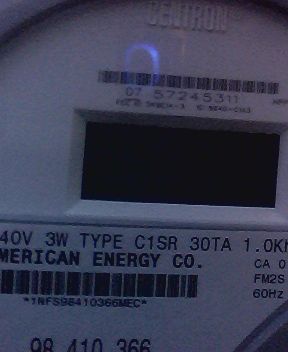 CENTRON
07 57245311
40V 3W TYPE C1SR 30TA 1.0K
MERICAN ENERGY CO.
CA 0
FM2S
*1NFS98410366MEC*
60Hz
98 410 366